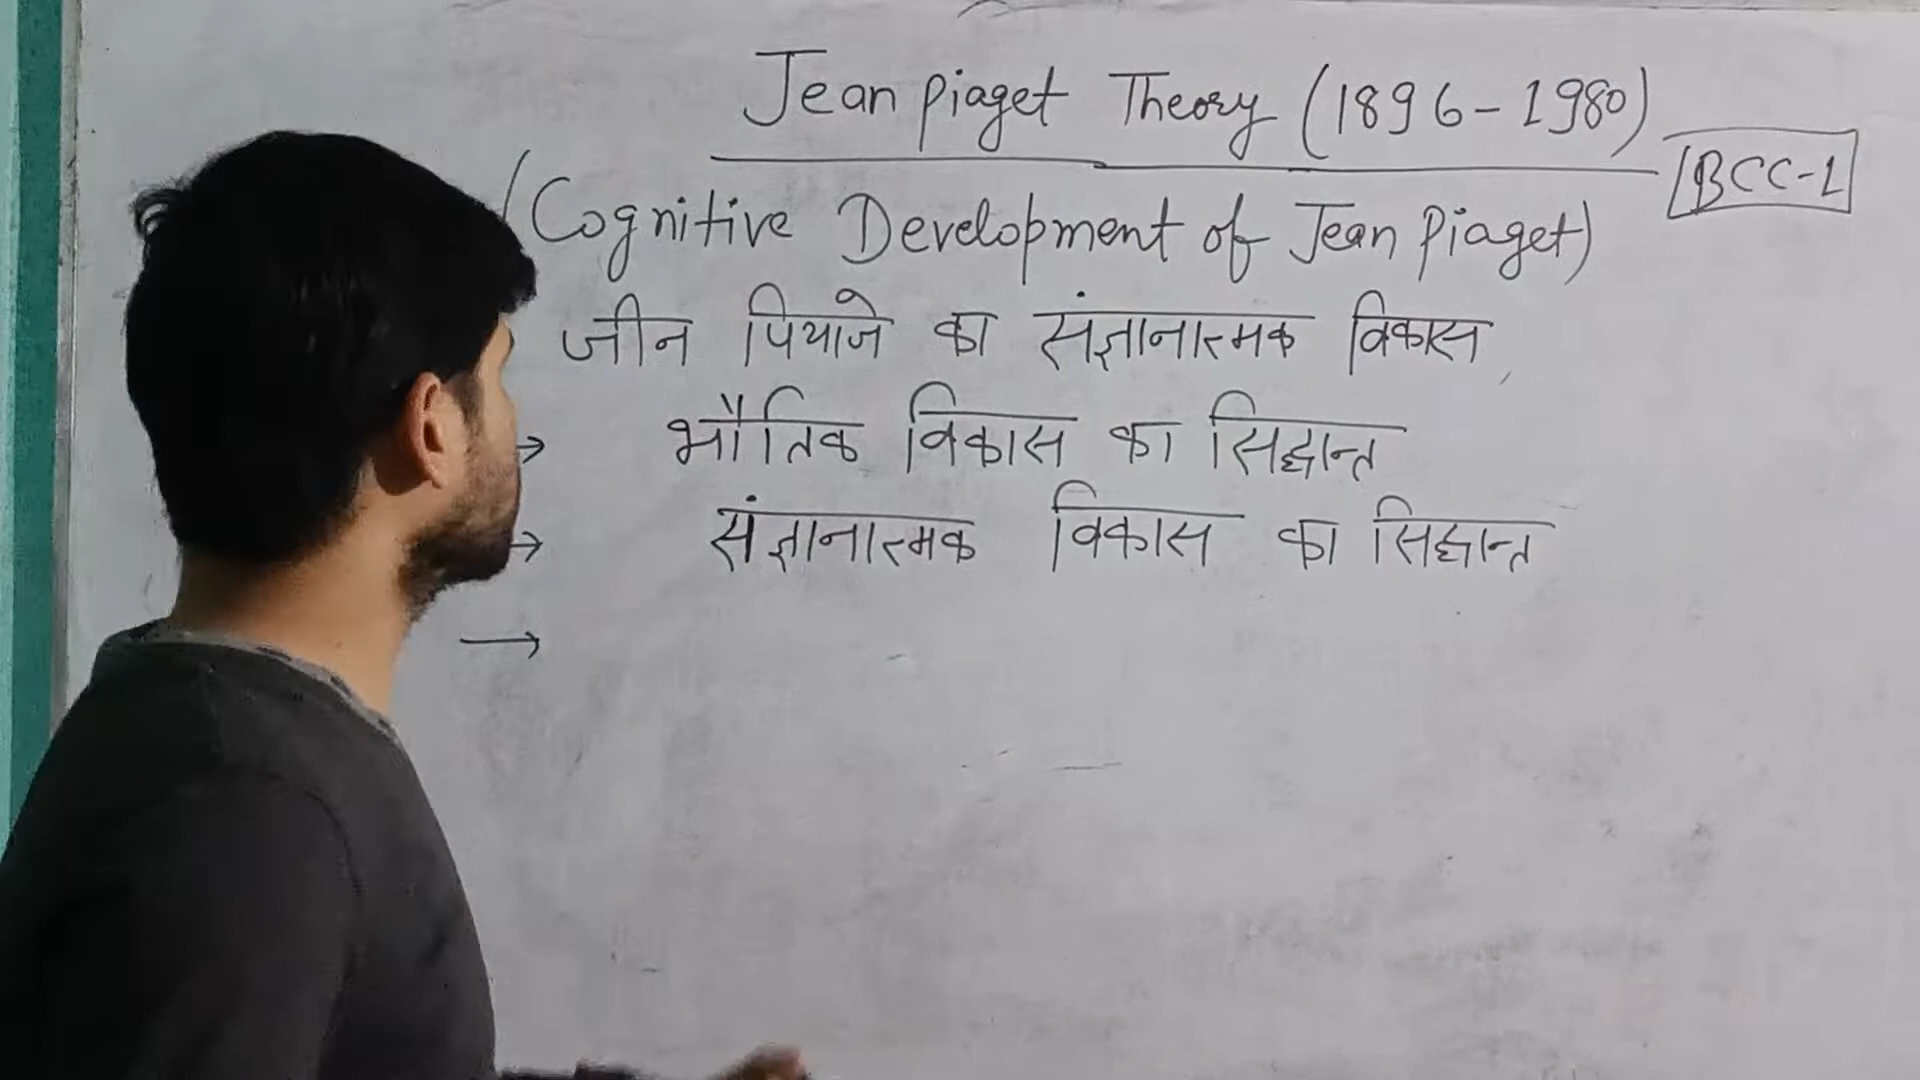 Jean Piaget Theory (1896-1980)
BCC-1
(Cognitive Development of Jean Piaget)
जीन पियाजे का संज्ञानात्मक विकास
→ भौतिक विकास का सिद्धान्त
→ संज्ञानात्मक विकास का सिद्धान्त
→